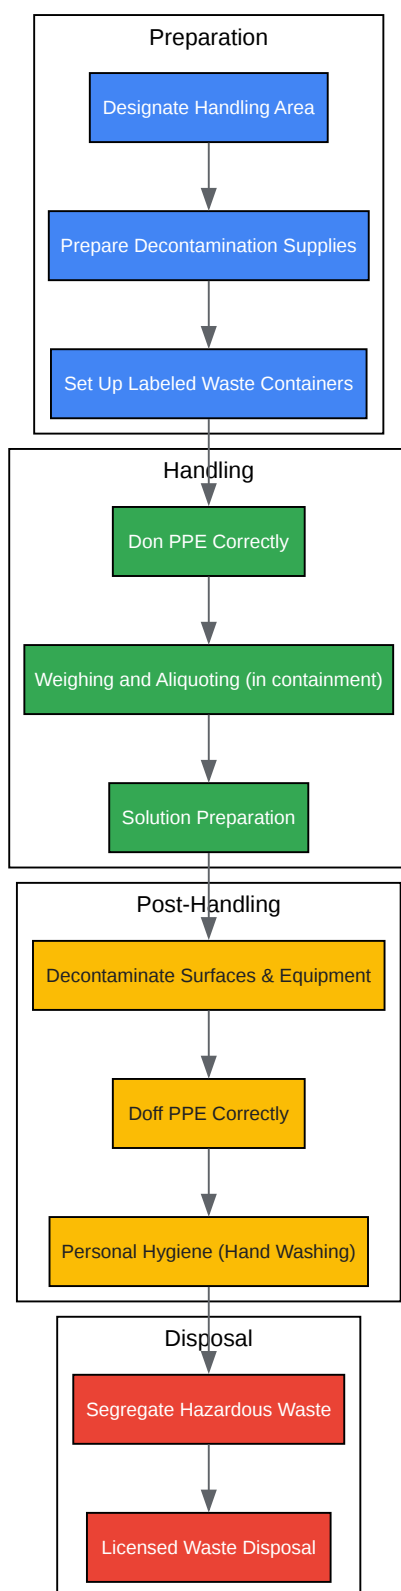 Preparation
Designate Handling Area
Prepare Decontamination Supplies
Set Up Labeled Waste Containers
Handling
Don PPE Correctly
Weighing and Aliquoting (in containment)
Solution Preparation
Post-Handling
Decontaminate Surfaces & Equipment
Doff PPE Correctly
Personal Hygiene (Hand Washing)
Disposal
Segregate Hazardous Waste
Licensed Waste Disposal